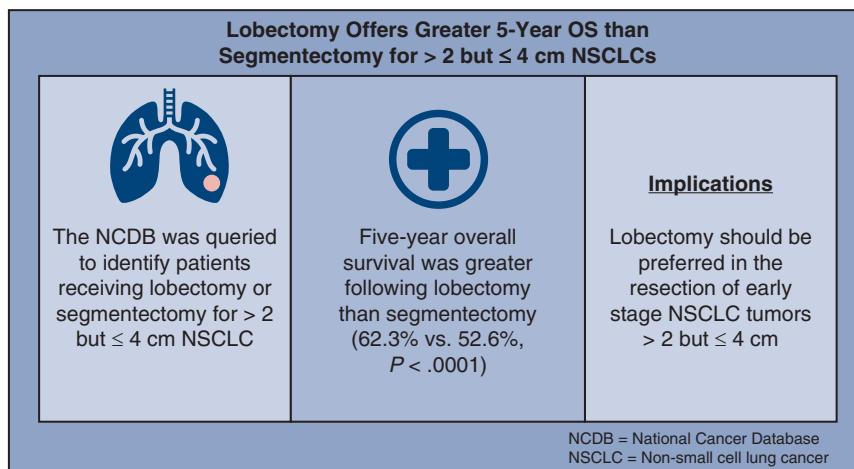 Lobectomy Offers Greater 5-Year OS than
Segmentectomy for > 2 but ≤ 4 cm NSCLCs
The NCDB was queried
to identify patients
receiving lobectomy or
segmentectomy for > 2
but ≤ 4 cm NSCLC
Five-year overall
survival was greater
following lobectomy
than segmentectomy
(62.3% vs. 52.6%,
P < .0001)
Implications
Lobectomy should be
preferred in the
resection of early
stage NSCLC tumors
> 2 but ≤ 4 cm
NCDB = National Cancer Database
NSCLC = Non-small cell lung cancer